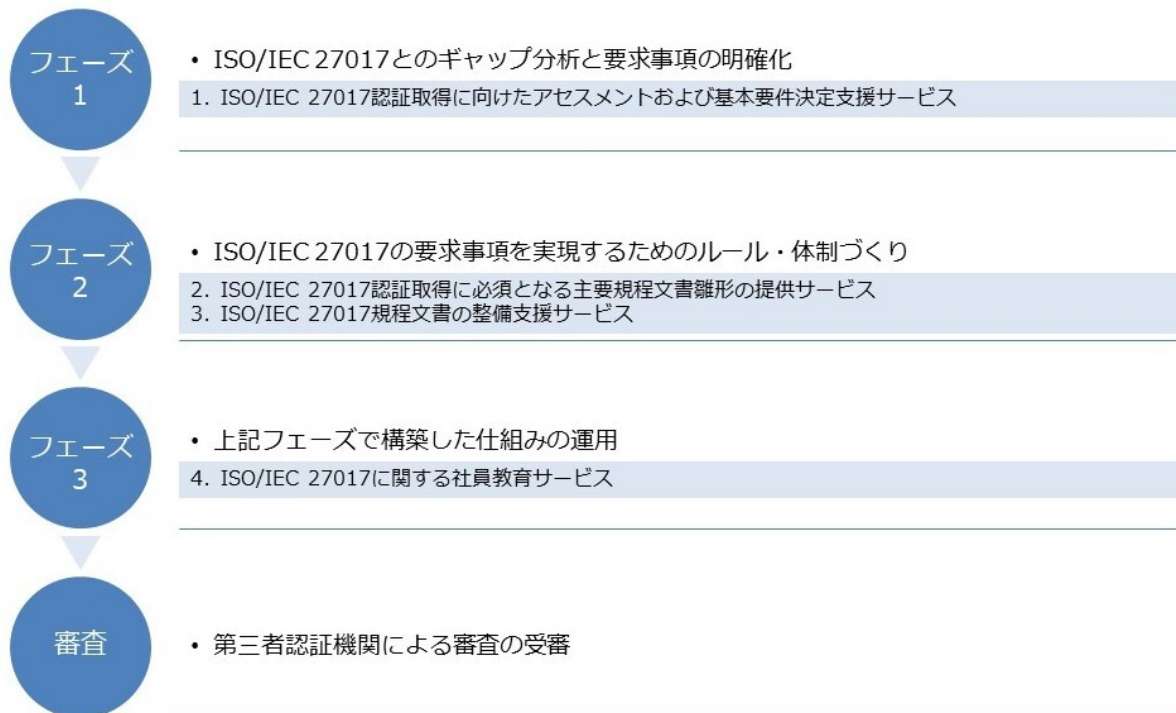 フェーズ
1
• ISO/IEC 27017とのギャップ分析と要求事項の明確化
1. ISO/IEC 27017認証取得に向けたアセスメントおよび基本要件決定支援サービス
フェーズ
2
• ISO/IEC 27017の要求事項を実現するためのルール・体制づくり
2. ISO/IEC 27017認証取得に必須となる主要規程文書雛形の提供サービス
3. ISO/IEC 27017規程文書の整備支援サービス
フェーズ
3
• 上記フェーズで構築した仕組みの運用
4. ISO/IEC 27017に関する社員教育サービス
審査
• 第三者認証機関による審査の受審